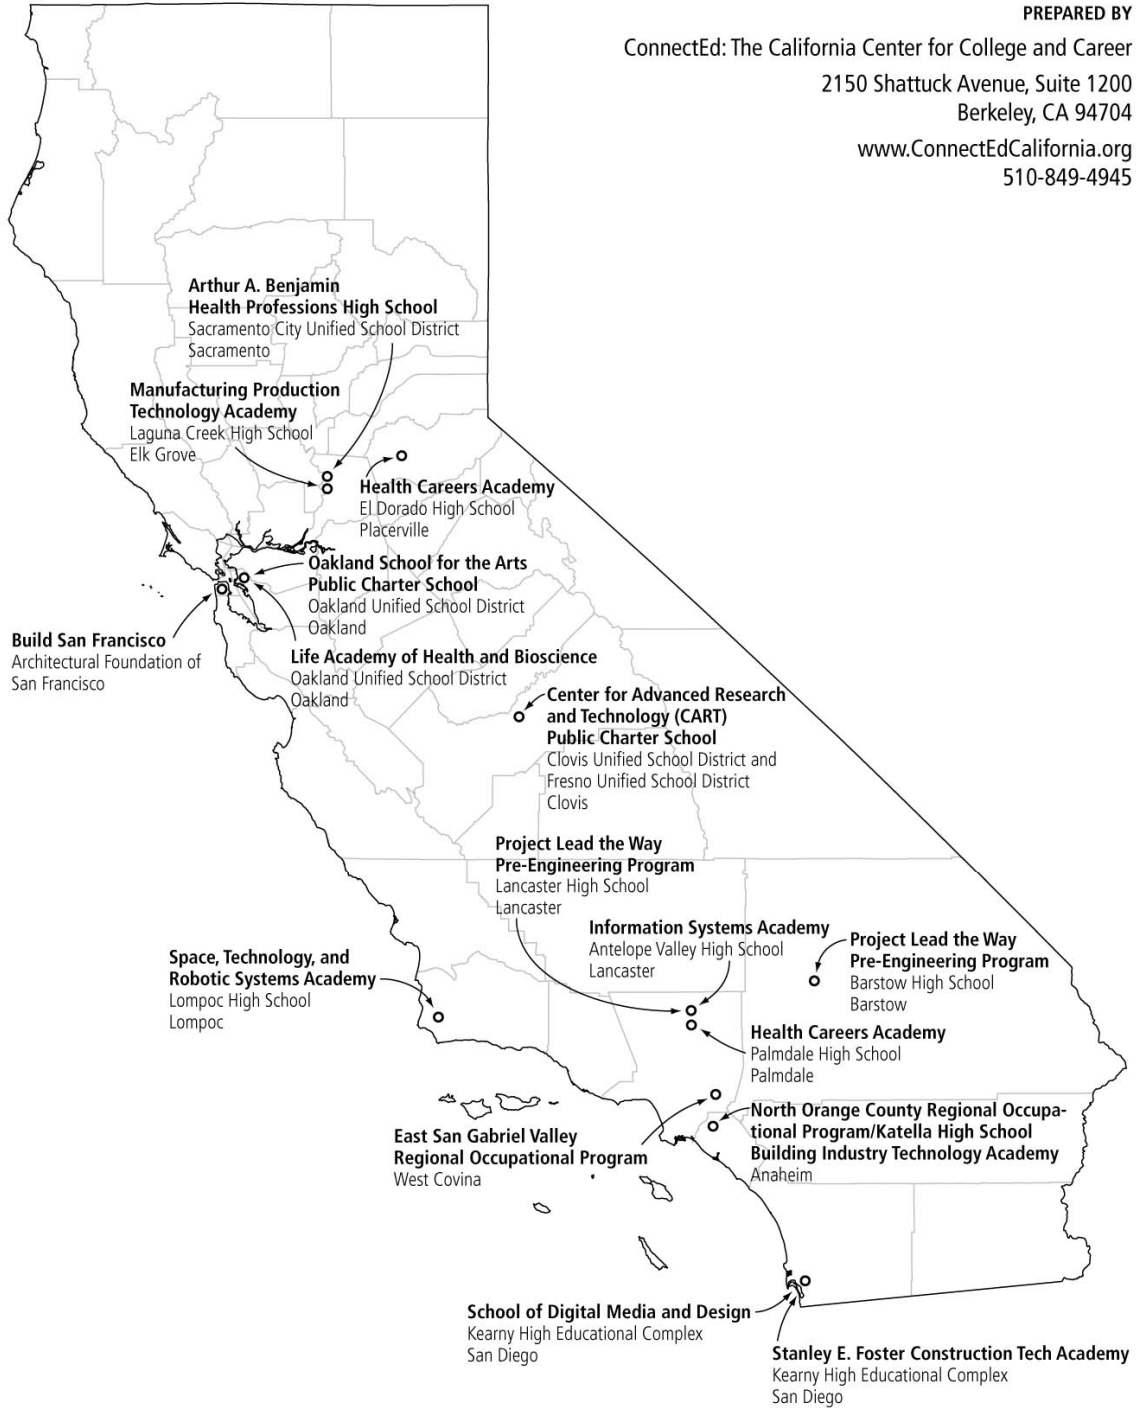 PREPARED BY
ConnectEd: The California Center for College and Career
2150 Shattuck Avenue, Suite 1200
Berkeley, CA 94704
www.ConnectEdCalifornia.org
510-849-4945
Arthur A. Benjamin
Health Professions High School
Sacramento City Unified School District
Sacramento
Manufacturing Production
Technology Academy
Laguna Creek High School
Elk Grove
Health Careers Academy
El Dorado High School
Placerville
Oakland School for the Arts
Public Charter School
Oakland Unified School District
Oakland
Build San Francisco
Architectural Foundation of
San Francisco
Life Academy of Health and Bioscience
Oakland Unified School District
Oakland
Center for Advanced Research
and Technology (CART)
Public Charter School
Clovis Unified School District and
Fresno Unified School District
Clovis
Project Lead the Way
Pre-Engineering Program
Lancaster High School
Lancaster
Information Systems Academy
Antelope Valley High School
Lancaster
Project Lead the Way
Pre-Engineering Program
Barstow High School
Barstow
Space, Technology, and
Robotic Systems Academy
Lompoc High School
Lompoc
Health Careers Academy
Palmdale High School
Palmdale
North Orange County Regional Occupa-
tional Program/Katella High School
Building Industry Technology Academy
Anaheim
East San Gabriel Valley
Regional Occupational Program
West Covina
School of Digital Media and Design
Kearny High Educational Complex
San Diego
Stanley E. Foster Construction Tech Academy
Kearny High Educational Complex
San Diego